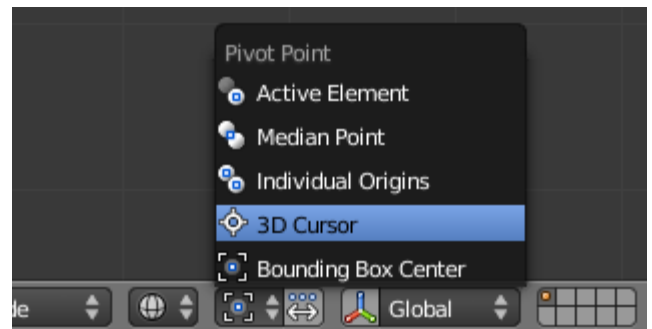 Pivot Point
Active Element
Median Point
Individual Origins
3D Cursor
Bounding Box Center
Global